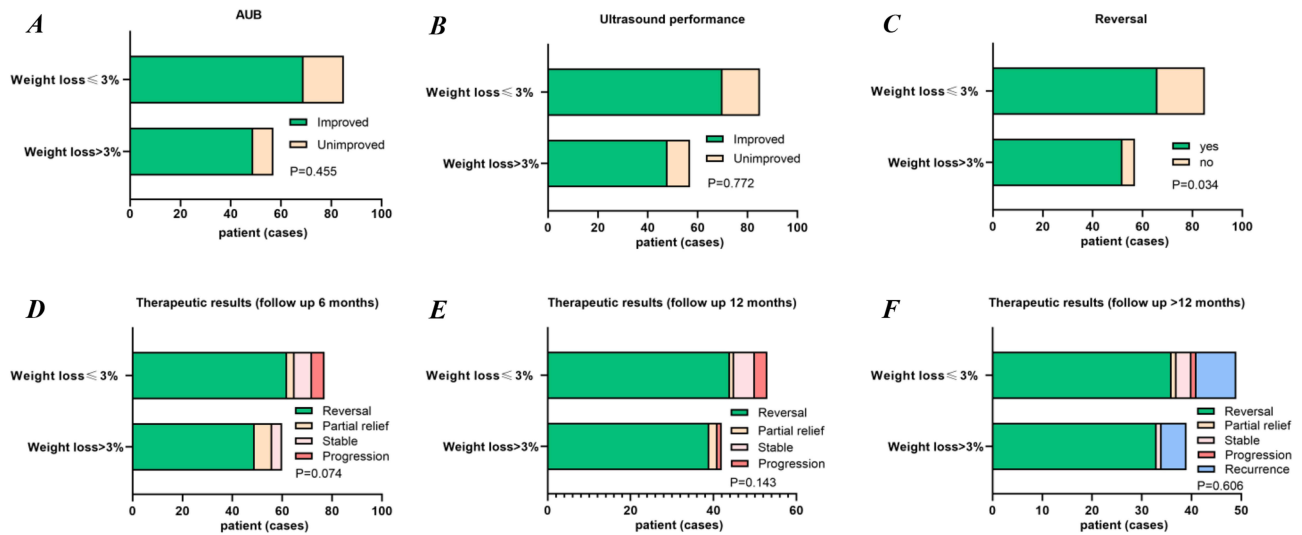 A
AUB
Weight loss≤3%
Weight loss>3%
Improved
Unimproved
P=0.455
0 20 40 60 80 100
patient (cases)
B
Ultrasound performance
Weight loss≤3%
Weight loss>3%
Improved
Unimproved
P=0.772
0 20 40 60 80 100
patient (cases)
C
Reversal
Weight loss≤3%
Weight loss>3%
yes
no
P=0.034
0 20 40 60 80 100
patient (cases)
D
Therapeutic results (follow up 6 months)
Weight loss≤3%
Weight loss>3%
Reversal
Partial relief
Stable
Progression
P=0.074
0 20 40 60 80 100
patient (cases)
E
Therapeutic results (follow up 12 months)
Weight loss≤3%
Weight loss>3%
Reversal
Partial relief
Stable
Progression
P=0.143
0 20 40 60
patient (cases)
F
Therapeutic results (follow up >12 months)
Weight loss≤3%
Weight loss>3%
Reversal
Partial relief
Stable
Progression
Recurrence
P=0.606
0 10 20 30 40 50
patient (cases)